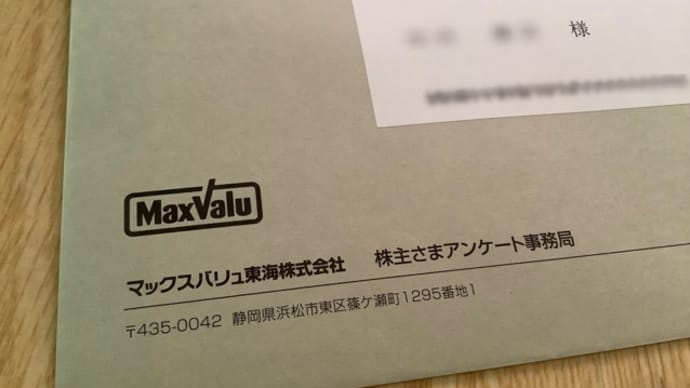 様
MaxValu
マックスバリュ東海株式会社 株主さまアンケート事務局
〒435-0042 静岡県浜松市東区篠ケ瀬町1295番地1